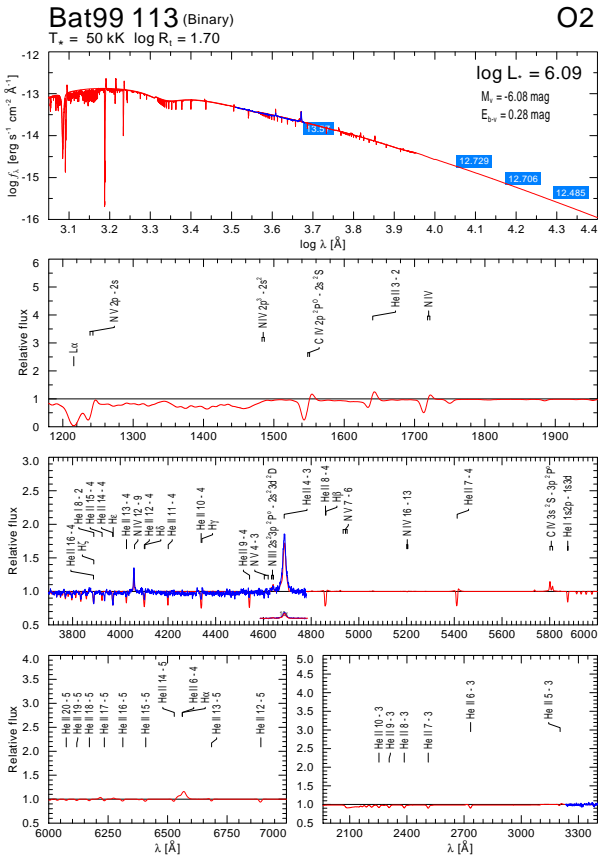 Bat99 113 (Binary) O2
T* = 50 kK log Rt = 1.70
log L* = 6.09
Mv = -6.08 mag
Eb-v = 0.28 mag
12.729
12.706
12.485
-12
-13
-14
-15
-16
log fλ [erg s-1 cm-2 Å-1]
3.1 3.2 3.3 3.4 3.5 3.6 3.7 3.8 3.9 4.0 4.1 4.2 4.3 4.4
log λ [Å]
6
5
4
3
2
1
0
Relative flux
Lα
N V 2p - 2s
N IV 2p3 - 2s2
C IV 2p 2P0 - 2s 2S
He II 3 - 2
N IV
1200 1300 1400 1500 1600 1700 1800 1900
3.0
2.5
2.0
1.5
1.0
0.5
Relative flux
He II 16 - 4
Hζ
He I 8 - 2
He II 15 - 4
He II 14 - 4
Hε
He II 13 - 4
N IV 12 - 9
He II 12 - 4
Hδ
He II 11 - 4
He II 10 - 4
Hγ
He II 9 - 4
N V 4 - 3
N III 2s2 3p 2P0 - 2s2 3d 2D
He II 4 - 3
He II 8 - 4
Hβ
N V 7 - 6
N IV 16 - 13
He II 7 - 4
C IV 3s 2S - 3p 2P0
He I 1s2p - 1s3d
3800 4000 4200 4400 4600 4800 5000 5200 5400 5600 5800 6000
4.0
3.5
3.0
2.5
2.0
1.5
1.0
0.5
Relative flux
He II 20 - 5
He II 19 - 5
He II 18 - 5
He II 17 - 5
He II 16 - 5
He II 15 - 5
He II 14 - 5
He II 6 - 4
Hα
He II 13 - 5
He II 12 - 5
6000 6250 6500 6750 7000
λ [Å]
5.0
4.5
4.0
3.5
3.0
2.5
2.0
1.5
1.0
0.5
He II 10 - 3
He II 9 - 3
He II 8 - 3
He II 7 - 3
He II 6 - 3
He II 5 - 3
2100 2400 2700 3000 3300
λ [Å]